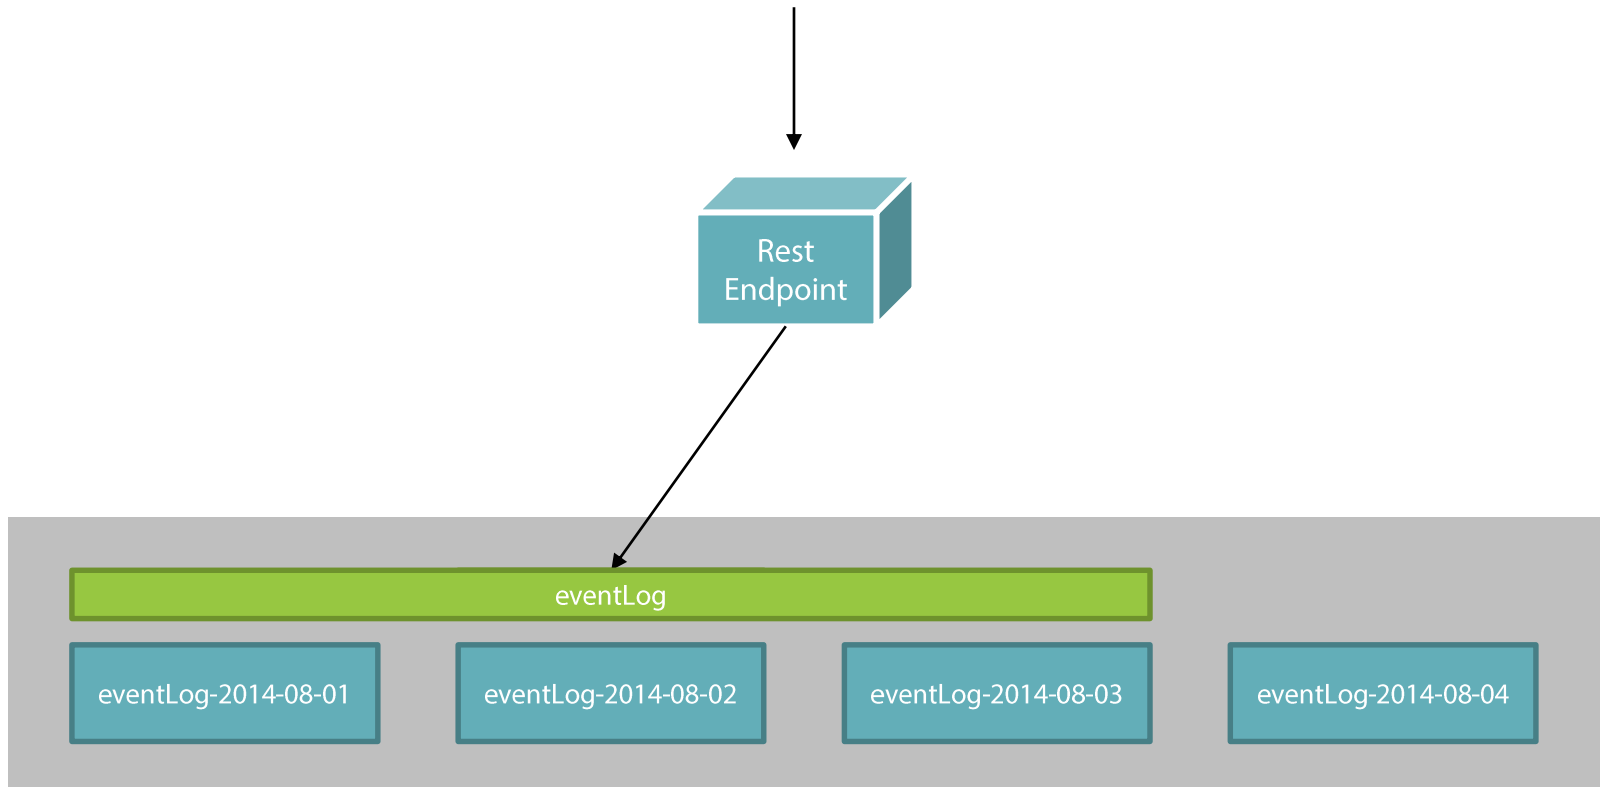 Rest
Endpoint
eventLog
eventLog-2014-08-01
eventLog-2014-08-02
eventLog-2014-08-03
eventLog-2014-08-04